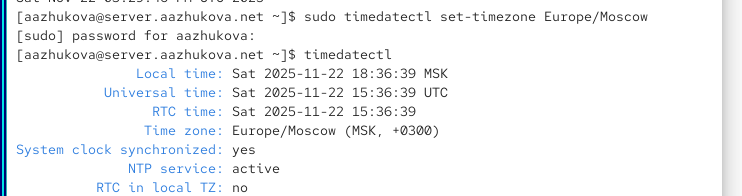 [aazhukova@server.aazhukova.net ~]$ sudo timedatectl set-timezone Europe/Moscow
[sudo] password for aazhukova:
[aazhukova@server.aazhukova.net ~]$ timedatectl
Local time: Sat 2025-11-22 18:36:39 MSK
Universal time: Sat 2025-11-22 15:36:39 UTC
RTC time: Sat 2025-11-22 15:36:39
Time zone: Europe/Moscow (MSK, +0300)
System clock synchronized: yes
NTP service: active
RTC in local TZ: no